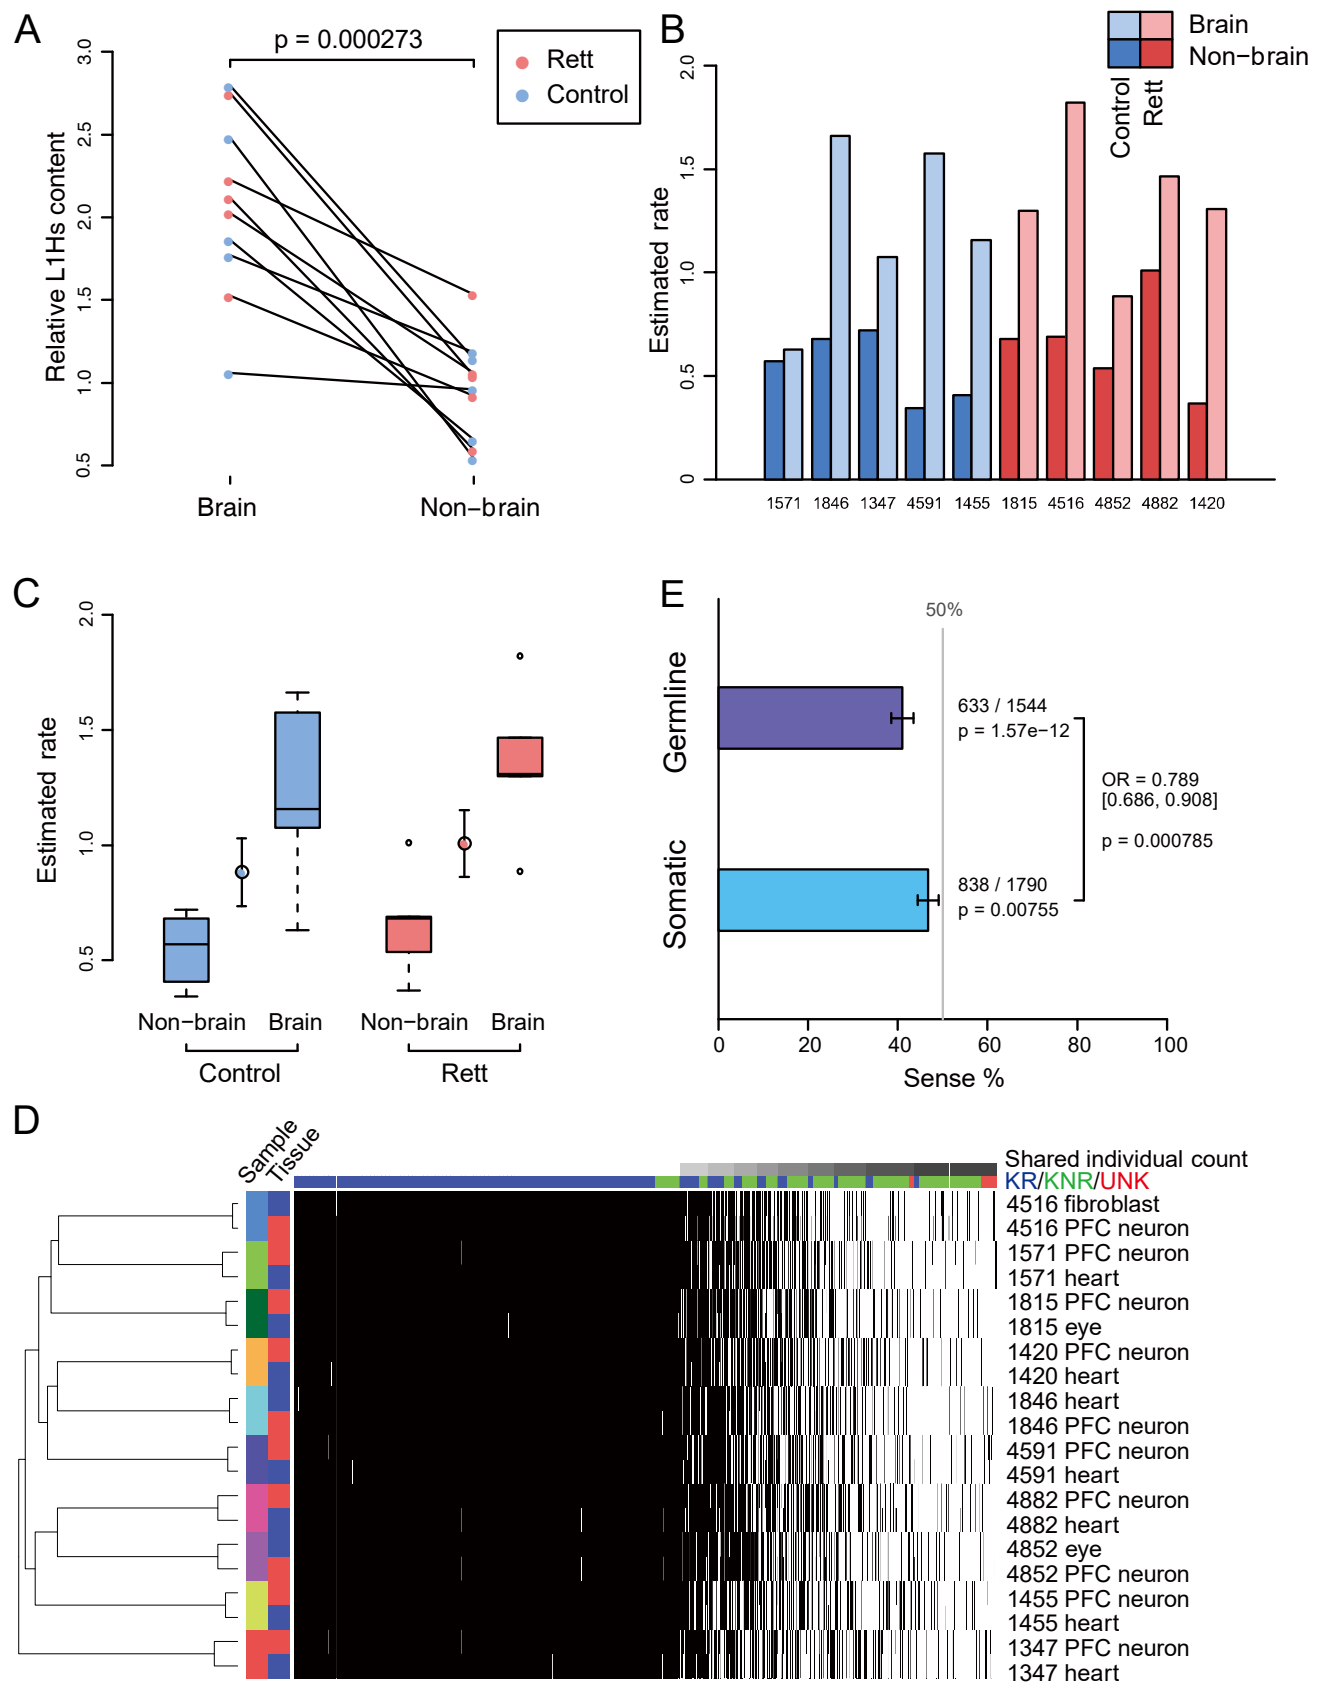 A
p = 0.000273
Rett
Control
Relative L1Hs content
3.0
2.5
2.0
1.5
1.0
0.5
Brain
Non−brain
B
Brain
Non−brain
Control
Rett
Estimated rate
2.0
1.5
1.0
0.5
0
1571
1846
1347
4591
1455
1815
4516
4852
4882
1420
C
Estimated rate
2.0
1.5
1.0
0.5
Non−brain
Brain
Non−brain
Brain
Control
Rett
E
50%
Germline
633 / 1544
p = 1.57e−12
OR = 0.789
[0.686, 0.908]
p = 0.000785
Somatic
838 / 1790
p = 0.00755
0
20
40
60
80
100
Sense %
D
Sample
Tissue
Shared individual count
KR/KNR/UNK
4516 fibroblast
4516 PFC neuron
1571 PFC neuron
1571 heart
1815 PFC neuron
1815 eye
1420 PFC neuron
1420 heart
1846 heart
1846 PFC neuron
4591 PFC neuron
4591 heart
4882 PFC neuron
4882 heart
4852 eye
4852 PFC neuron
1455 PFC neuron
1455 heart
1347 PFC neuron
1347 heart